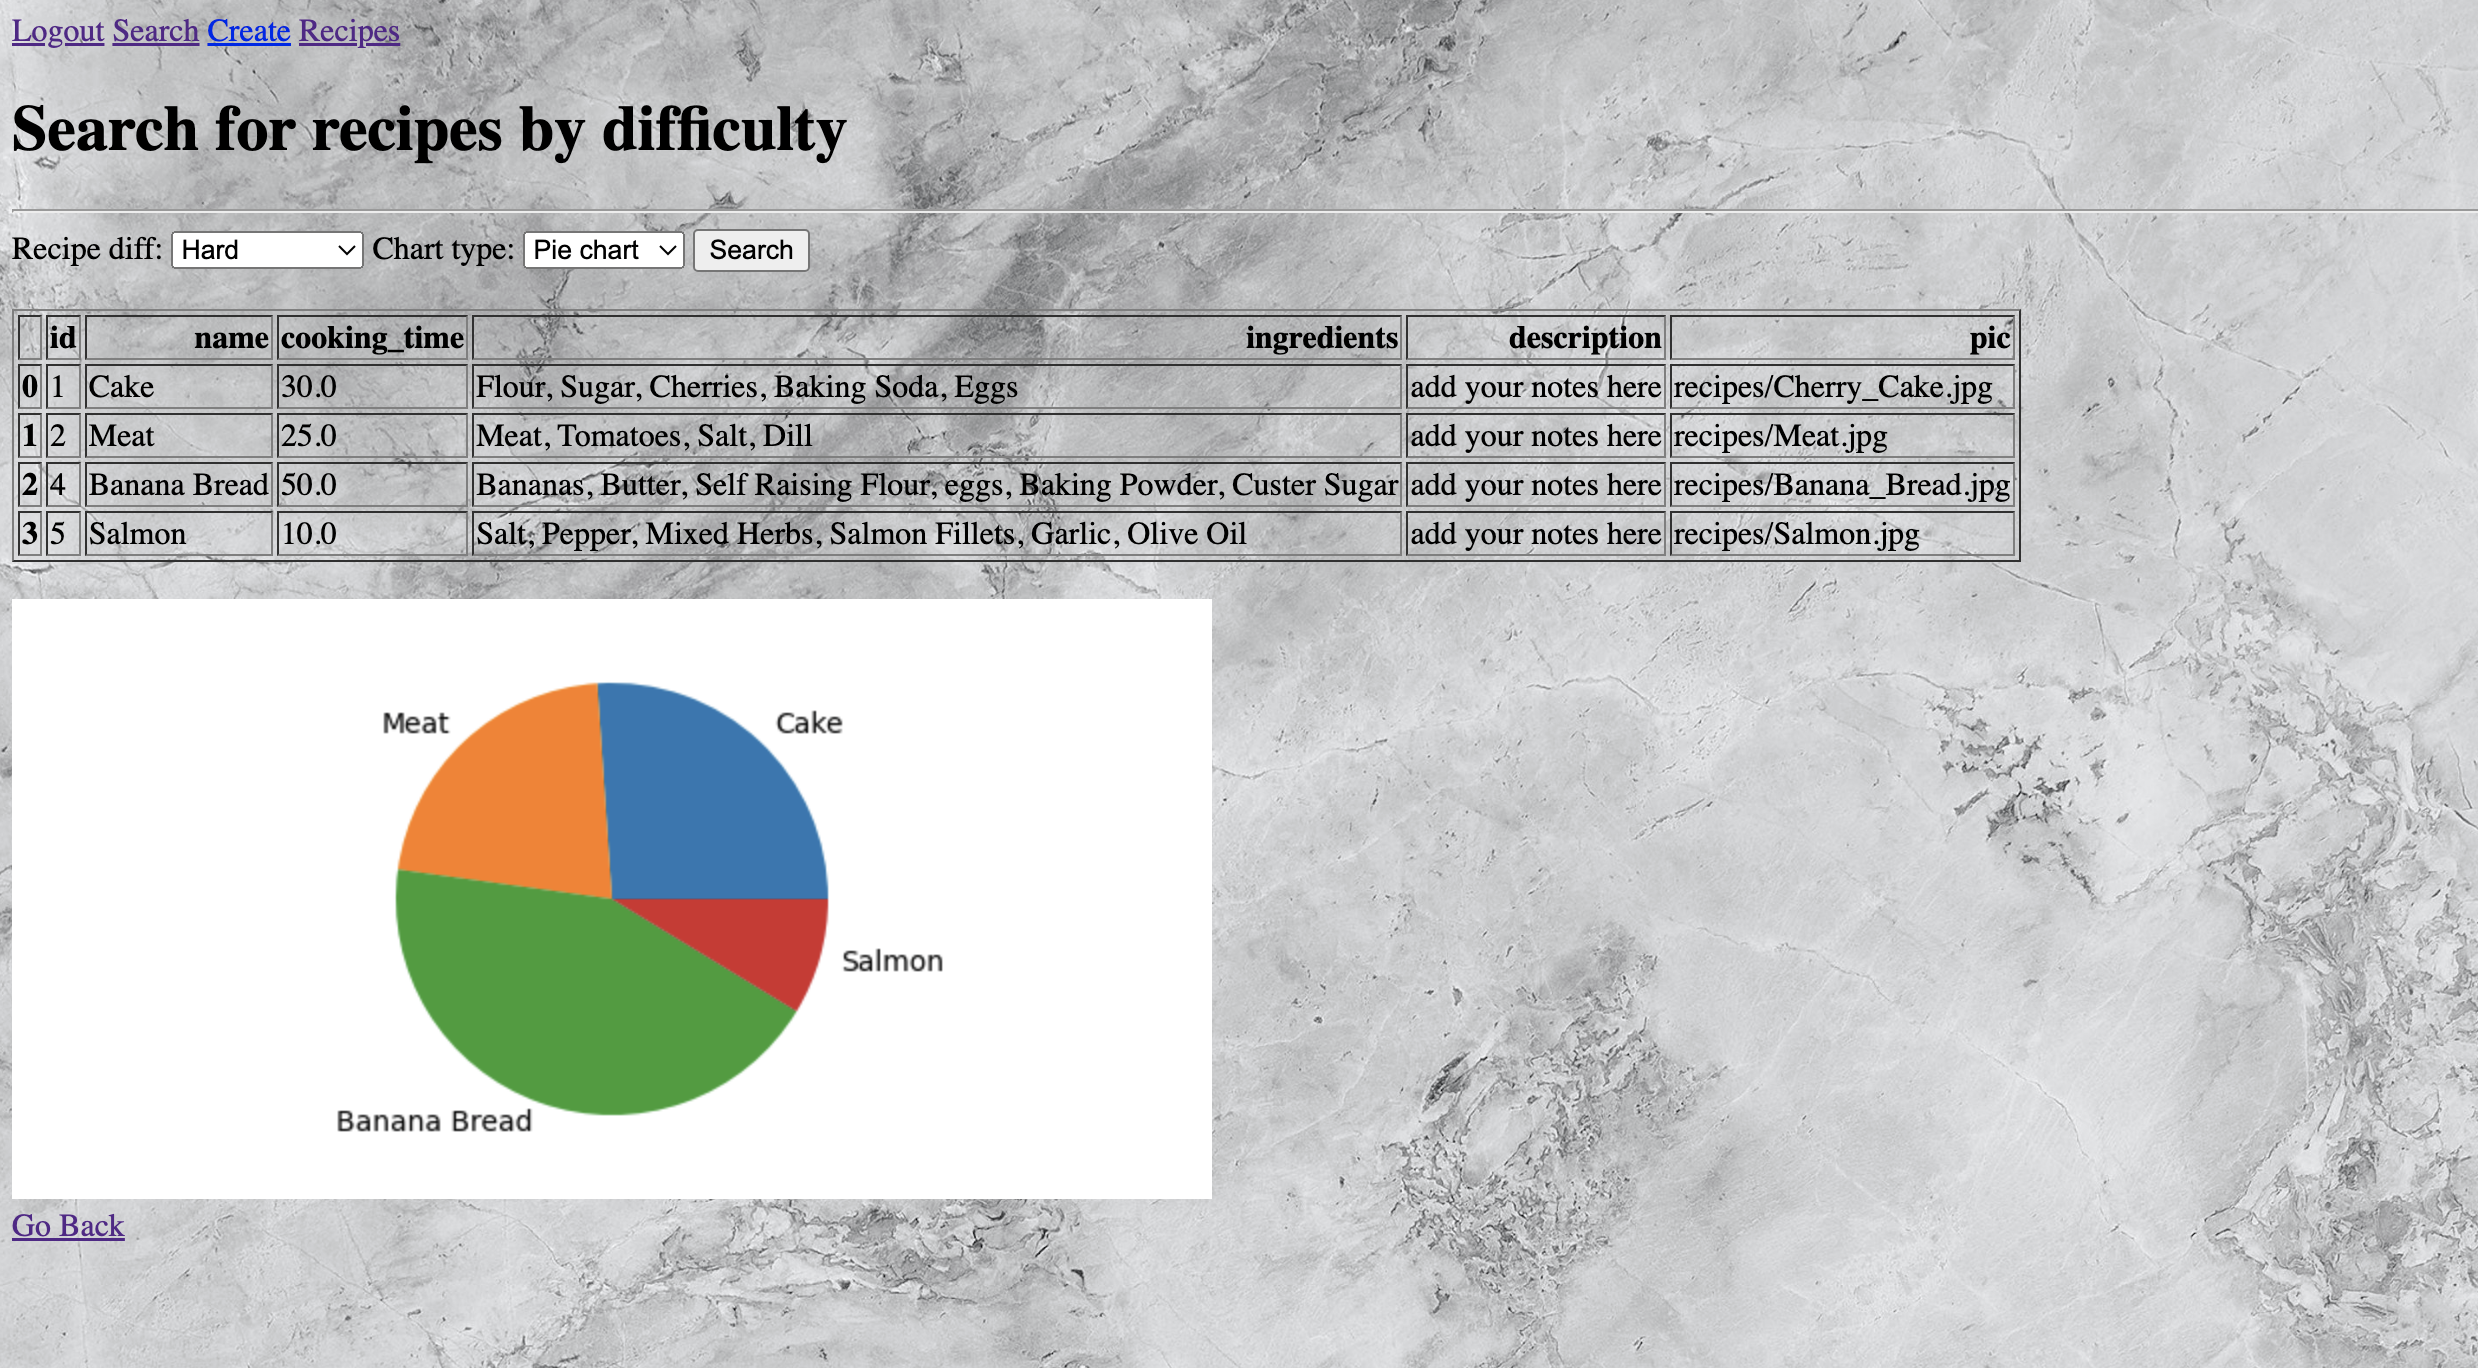 Logout Search Create Recipes
Search for recipes by difficulty
Recipe diff: Hard Chart type: Pie chart Search
id name cooking_time ingredients description pic
0 1 Cake 30.0 Flour, Sugar, Cherries, Baking Soda, Eggs add your notes here recipes/Cherry_Cake.jpg
1 2 Meat 25.0 Meat, Tomatoes, Salt, Dill add your notes here recipes/Meat.jpg
2 4 Banana Bread 50.0 Bananas, Butter, Self Raising Flour, eggs, Baking Powder, Custer Sugar add your notes here recipes/Banana_Bread.jpg
3 5 Salmon 10.0 Salt, Pepper, Mixed Herbs, Salmon Fillets, Garlic, Olive Oil add your notes here recipes/Salmon.jpg
Meat Cake
Salmon
Banana Bread
Go Back